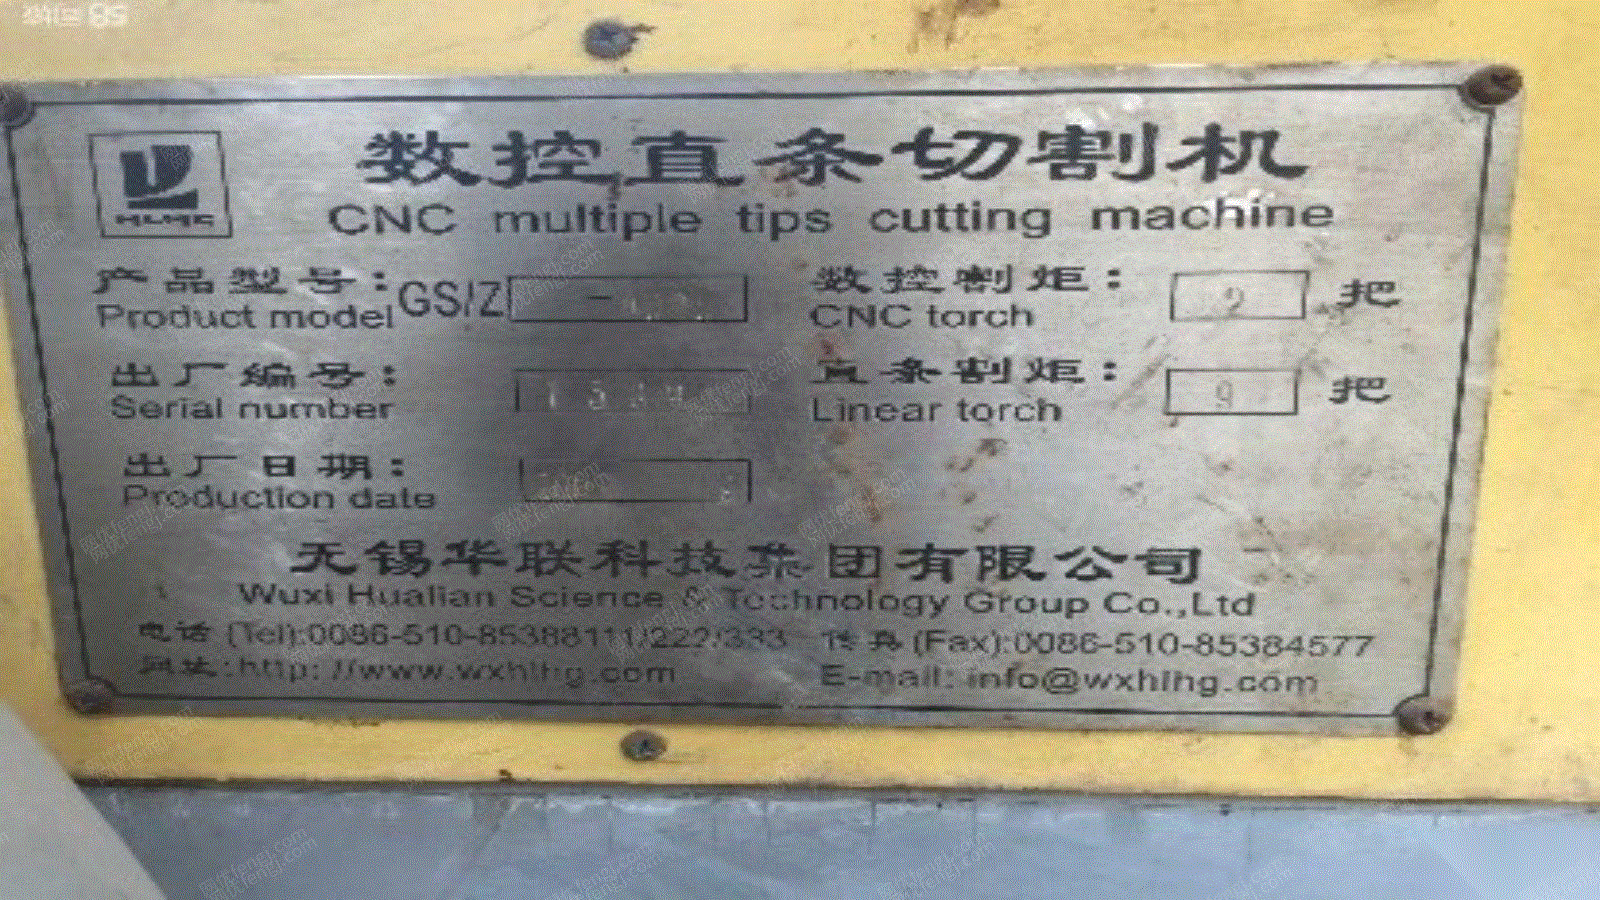 数控直条切割机
HLHG
CNC multiple tips cutting machine
产品型号: GS/Z -
Product model
数控割炬: 2 把
CNC torch
出厂编号:
Serial number
直条割炬: 9 把
Linear torch
出厂日期:
Production date
无锡华联科技集团有限公司
Wuxi Hualian Science & Technology Group Co.,Ltd
电话 (Tel):0086-510-85388111/222/333 传真 (Fax):0086-510-85384577
网址:http://www.wxhlhg.com E-mail: info@wxhlhg.com